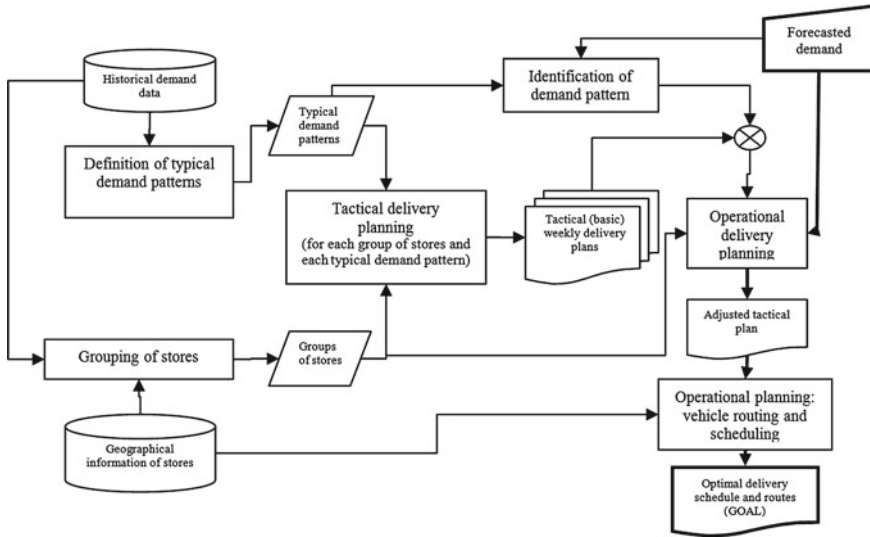 Forecasted
demand
Historical demand
data
Identification of
demand pattern
Typical
demand
patterns
Definition of typical
demand patterns
Tactical delivery
planning
(for each group of stores and
each typical demand pattern)
Tactical (basic)
weekly delivery
plans
Operational
delivery
planning
Adjusted tactical
plan
Grouping of stores
Groups
of stores
Operational planning:
vehicle routing and
scheduling
Geographical
information of stores
Optimal delivery
schedule and routes
(GOAL)